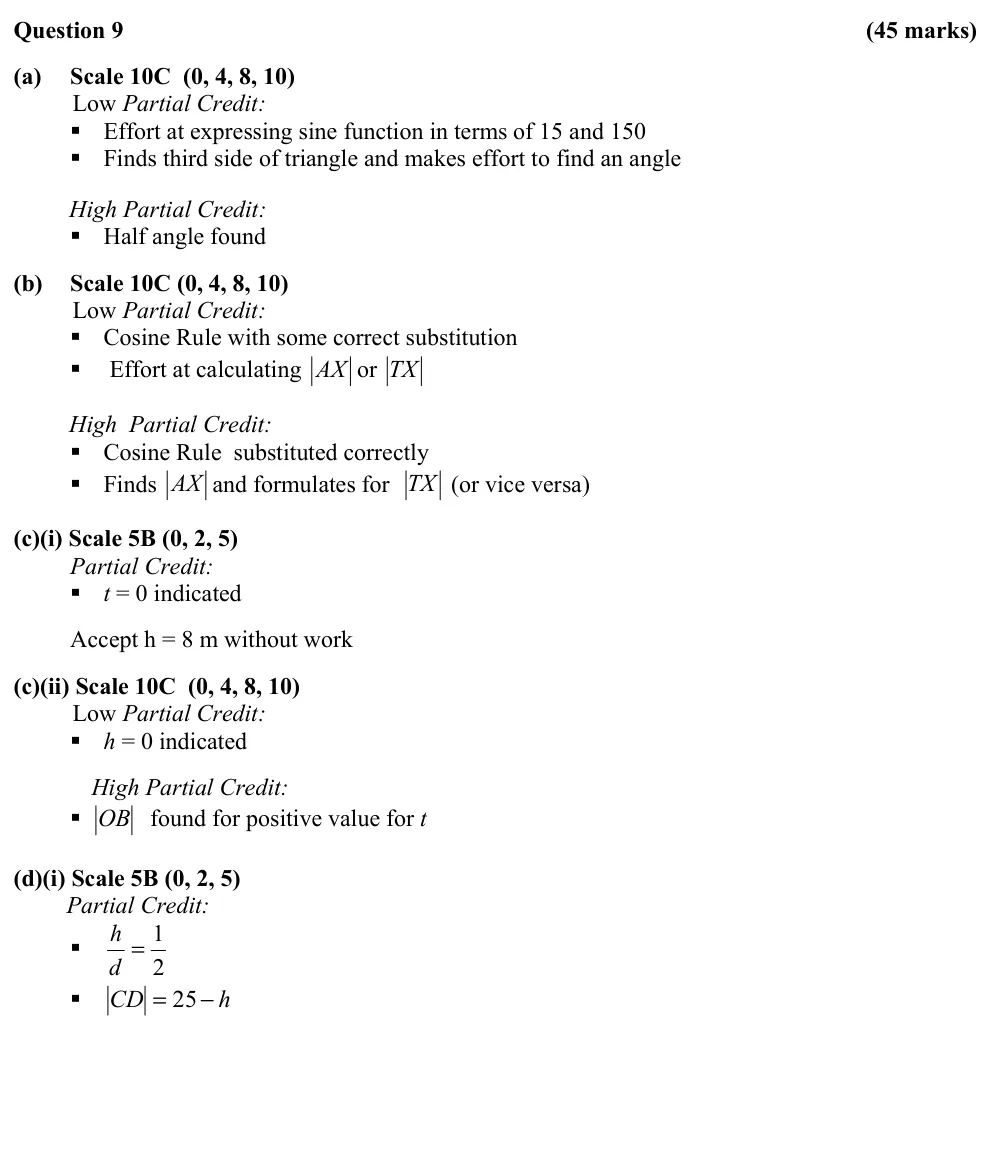 Question 9 (45 marks)
(a) Scale 10C (0, 4, 8, 10)
Low Partial Credit:
▪ Effort at expressing sine function in terms of 15 and 150
▪ Finds third side of triangle and makes effort to find an angle
High Partial Credit:
▪ Half angle found
(b) Scale 10C (0, 4, 8, 10)
Low Partial Credit:
▪ Cosine Rule with some correct substitution
▪ Effort at calculating |AX| or |TX|
High Partial Credit:
▪ Cosine Rule substituted correctly
▪ Finds |AX| and formulates for |TX| (or vice versa)
(c)(i) Scale 5B (0, 2, 5)
Partial Credit:
▪ t = 0 indicated
Accept h = 8 m without work
(c)(ii) Scale 10C (0, 4, 8, 10)
Low Partial Credit:
▪ h = 0 indicated
High Partial Credit:
▪ |OB| found for positive value for t
(d)(i) Scale 5B (0, 2, 5)
Partial Credit:
▪ h/d = 1/2
▪ |CD| = 25 – h